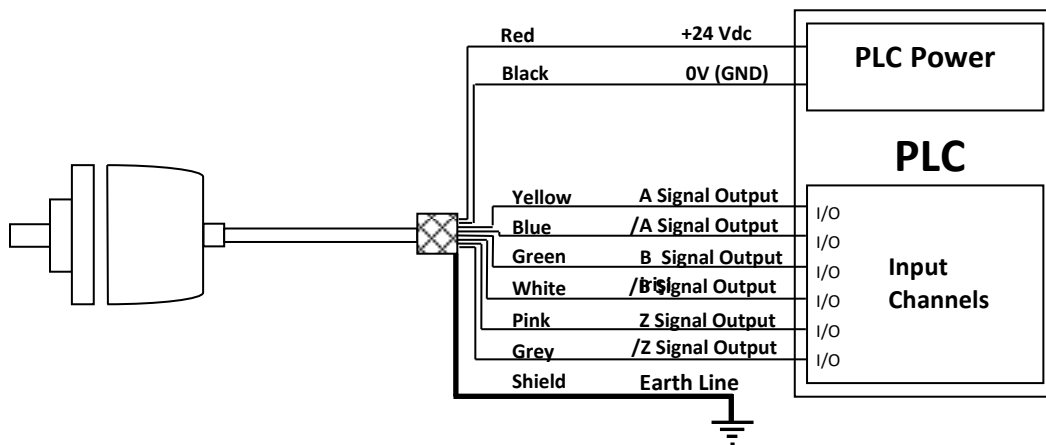 Red +24 Vdc
PLC Power
Black 0V (GND)
PLC
Yellow A Signal Output I/O
Blue /A Signal Output I/O
Green B Signal Output I/O
Input
Channels
White /B Signal Output I/O
Pink Z Signal Output I/O
Grey /Z Signal Output I/O
Shield Earth Line